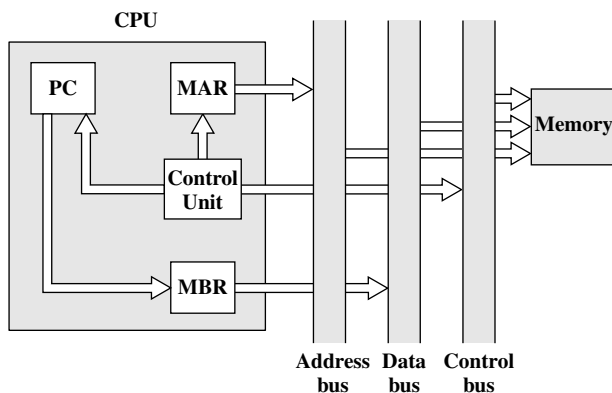 CPU
PC
MAR
Memory
Control
Unit
MBR
Address
bus
Data
bus
Control
bus